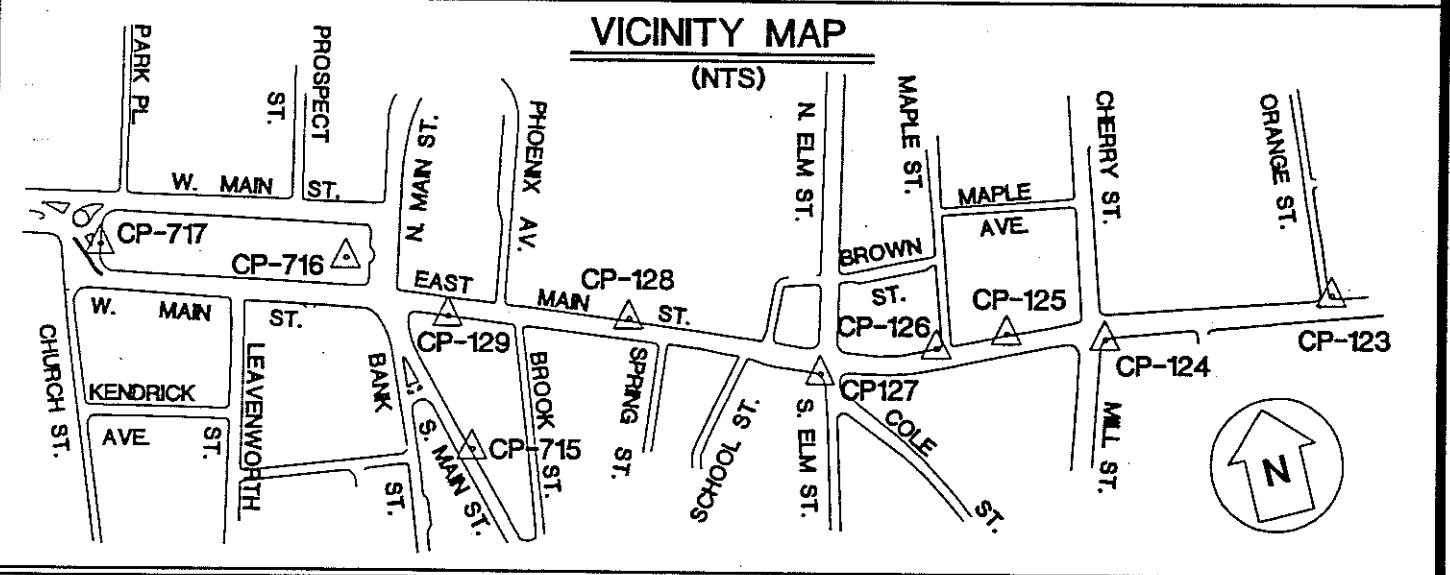 VICINITY MAP
(NTS)
PARK PL.
PROSPECT
ST.
N. MAIN ST.
PHOENIX AV.
N. ELM ST.
MAPLE ST.
CHERRY ST.
ORANGE ST.
W. MAIN ST.
MAPLE
AVE.
CP-717
CP-716
BROWN
ST.
EAST MAIN ST.
CP-128
CP-125
CP-126
CP-129
CP-123
CP-124
CP127
W. MAIN ST.
CHURCH ST.
KENDRICK
AVE.
LEAVENWORTH
ST.
BANK
ST.
S. MAIN ST.
CP-715
BROOK ST.
SPRING
ST.
SCHOOL ST.
S. ELM ST.
COLE
ST.
MILL ST.
N